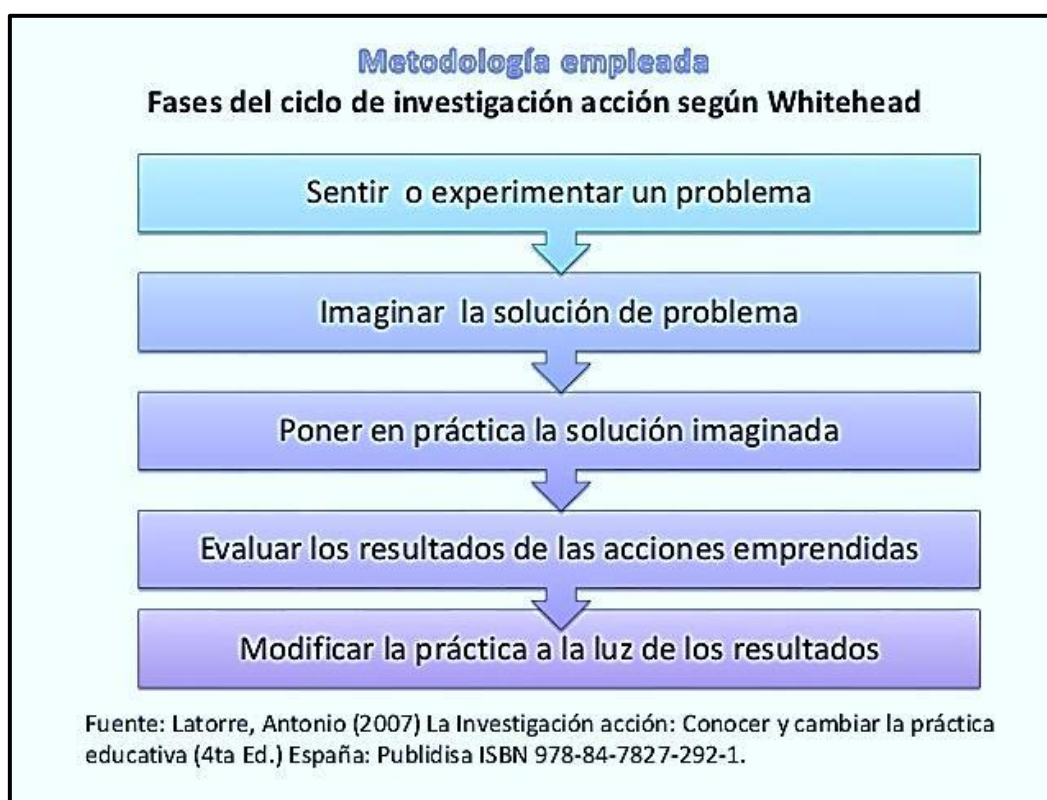 Metodología empleada
Fases del ciclo de investigación acción según Whitehead
Sentir o experimentar un problema
Imaginar la solución de problema
Poner en práctica la solución imaginada
Evaluar los resultados de las acciones emprendidas
Modificar la práctica a la luz de los resultados
Fuente: Latorre, Antonio (2007) La Investigación acción: Conocer y cambiar la práctica
educativa (4ta Ed.) España: Publidisa ISBN 978-84-7827-292-1.